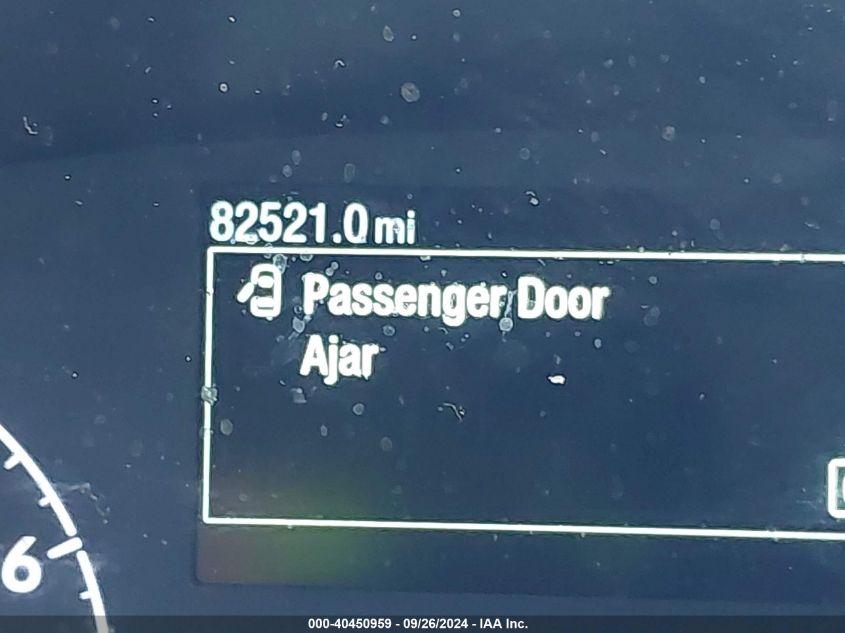 82521.0 mi
Passenger Door
Ajar
6
000-40450959 - 09/26/2024 - IAA Inc.